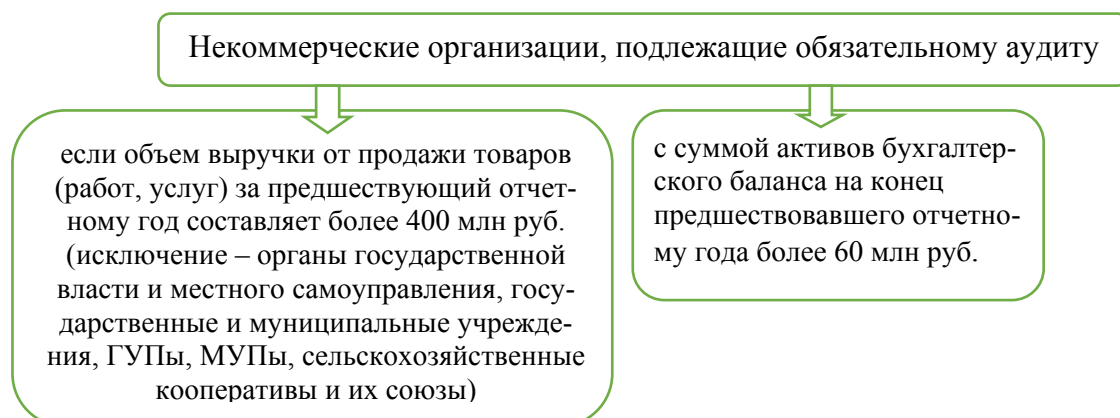 Некоммерческие организации, подлежащие обязательному аудиту
если объем выручки от продажи товаров
(работ, услуг) за предшествующий отчет-
ному год составляет более 400 млн руб.
(исключение – органы государственной
власти и местного самоуправления, госу-
дарственные и муниципальные учрежде-
ния, ГУПы, МУПы, сельскохозяйственные
кооперативы и их союзы)
с суммой активов бухгалтер-
ского баланса на конец
предшествовавшего отчетно-
му года более 60 млн руб.